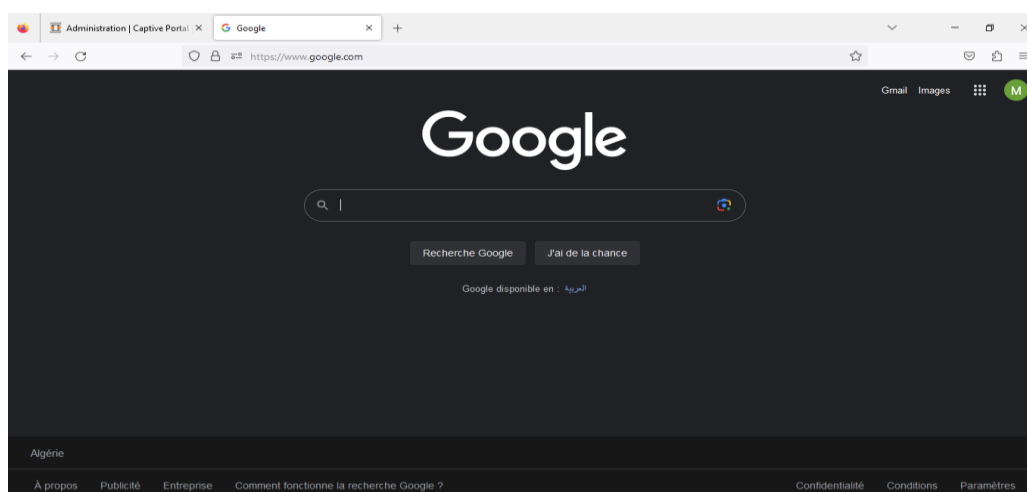 Administration | Captive Portal
Google
https://www.google.com
Gmail Images
M
Google
Recherche Google J'ai de la chance
Google disponible en : العربية
Algérie
À propos Publicité Entreprise Comment fonctionne la recherche Google ? Confidentialité Conditions Paramètres